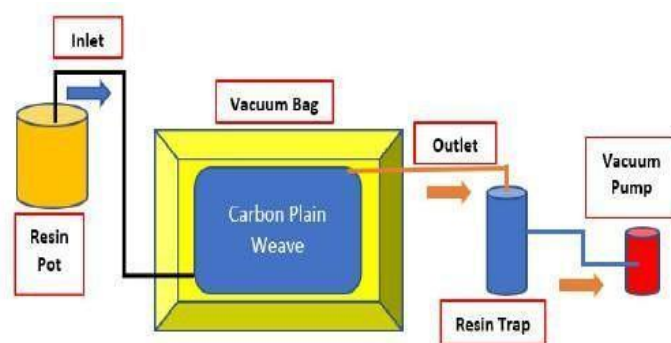 Inlet
Vacuum Bag
Outlet
Vacuum
Pump
Carbon Plain
Weave
Resin
Pot
Resin Trap